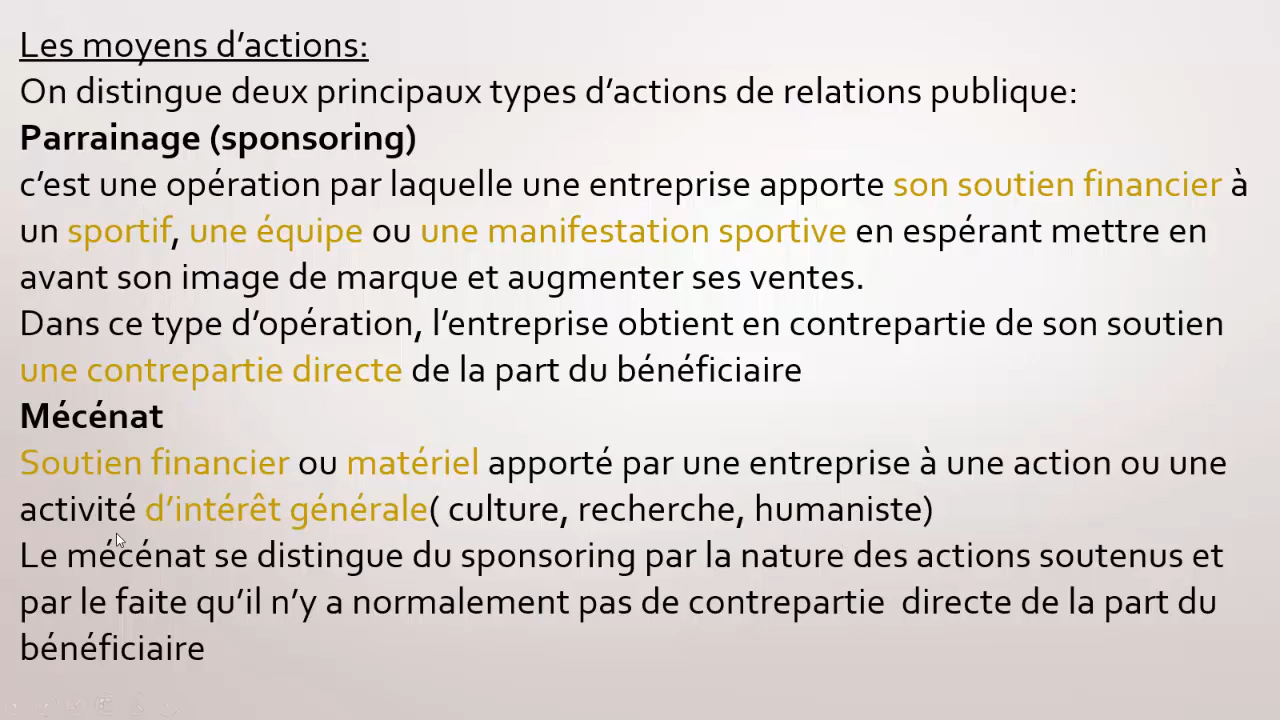 Les moyens d’actions:
On distingue deux principaux types d’actions de relations publique:
Parrainage (sponsoring)
c’est une opération par laquelle une entreprise apporte son soutien financier à
un sportif, une équipe ou une manifestation sportive en espérant mettre en
avant son image de marque et augmenter ses ventes.
Dans ce type d’opération, l’entreprise obtient en contrepartie de son soutien
une contrepartie directe de la part du bénéficiaire
Mécénat
Soutien financier ou matériel apporté par une entreprise à une action ou une
activité d’intérêt générale( culture, recherche, humaniste)
Le mécénat se distingue du sponsoring par la nature des actions soutenus et
par le faite qu’il n’y a normalement pas de contrepartie  directe de la part du
bénéficiaire